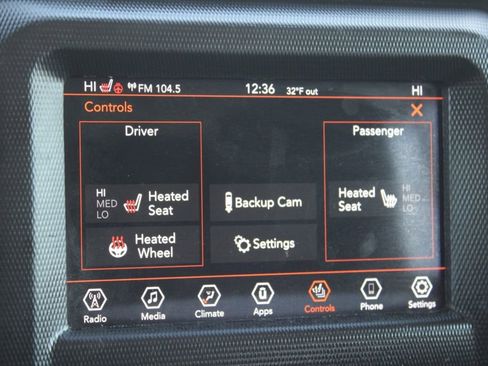 HI FM 104.5 12:36 32°F out HI
Controls
Driver Passenger
HI
MED
LO
Heated
Seat
Backup Cam
Heated
Seat
HI
MED
LO
Heated
Wheel
Settings
Radio Media Climate Apps Controls Phone Settings